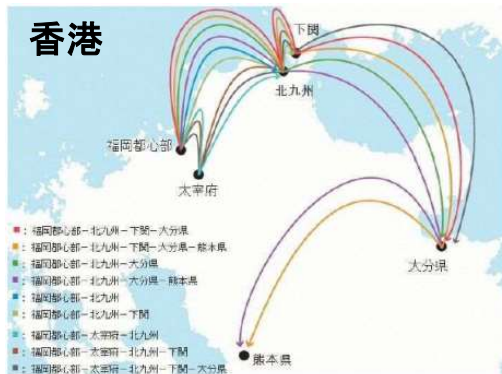 香港
下関
北九州
福岡都心部
太宰府
大分県
熊本県
■：福岡都心部－北九州－下関－大分県
■：福岡都心部－北九州－下関－大分県－熊本県
■：福岡都心部－北九州－大分県
■：福岡都心部－北九州－大分県－熊本県
■：福岡都心部－北九州
■：福岡都心部－北九州－下関
■：福岡都心部－太宰府－北九州
■：福岡都心部－太宰府－北九州－下関
■：福岡都心部－太宰府－北九州－下関－大分県